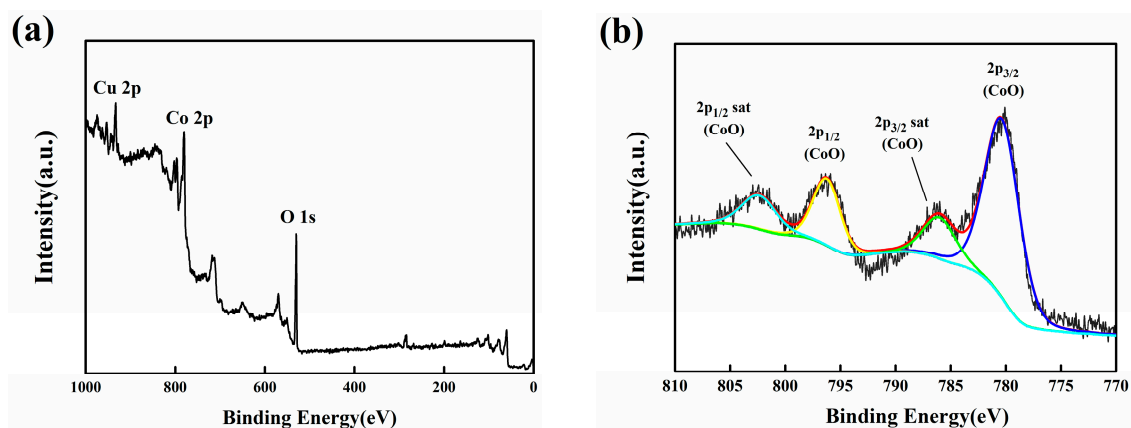 (a)
Cu 2p
Co 2p
O 1s
Intensity(a.u.)
1000 800 600 400 200 0
Binding Energy(eV)
(b)
2p3/2
(CoO)
2p1/2 sat
(CoO)
2p1/2
(CoO)
2p3/2 sat
(CoO)
Intensity(a.u.)
810 805 800 795 790 785 780 775 770
Binding Energy(eV)